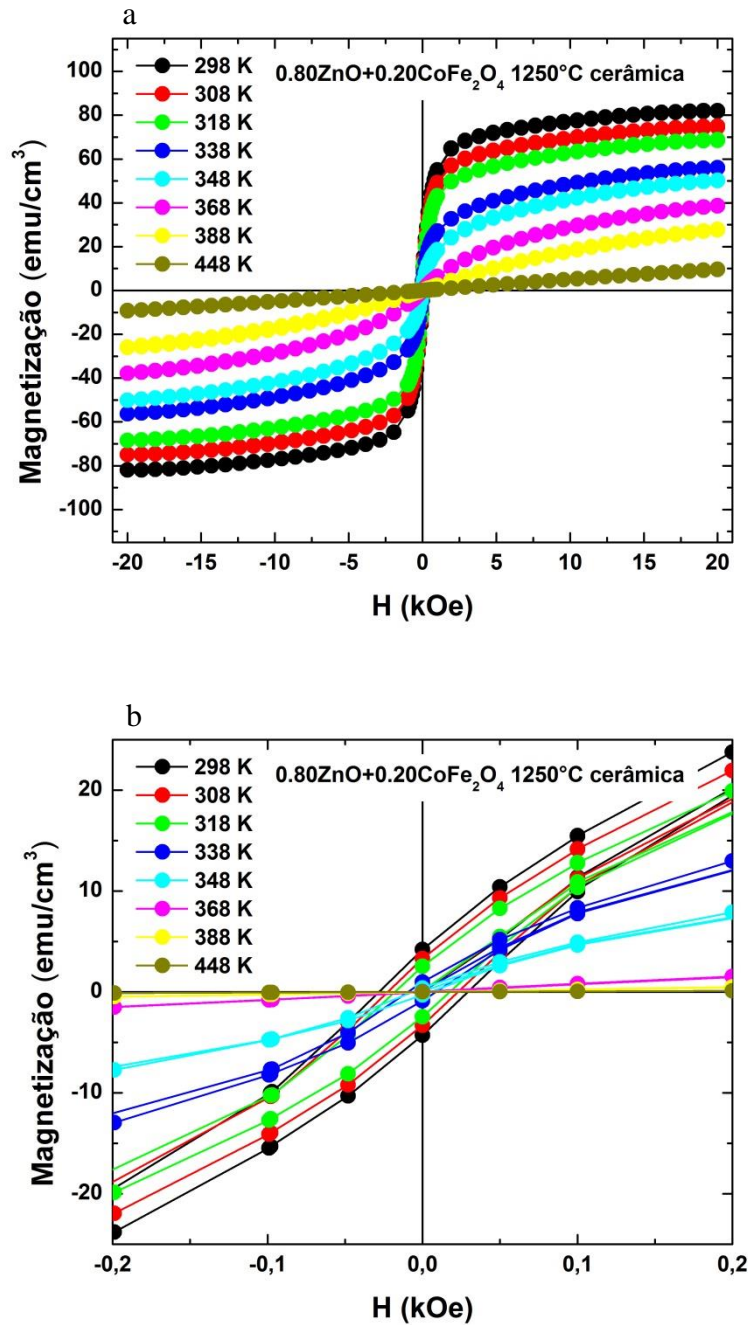 a
0.80ZnO+0.20CoFe₂O₄ 1250°C cerâmica
298 K
308 K
318 K
338 K
348 K
368 K
388 K
448 K
Magnetização (emu/cm³)
100
80
60
40
20
0
-20
-40
-60
-80
-100
-20 -15 -10 -5 0 5 10 15 20
H (kOe)
b
0.80ZnO+0.20CoFe₂O₄ 1250°C cerâmica
298 K
308 K
318 K
338 K
348 K
368 K
388 K
448 K
Magnetização (emu/cm³)
20
10
0
-10
-20
-0,2 -0,1 0,0 0,1 0,2
H (kOe)